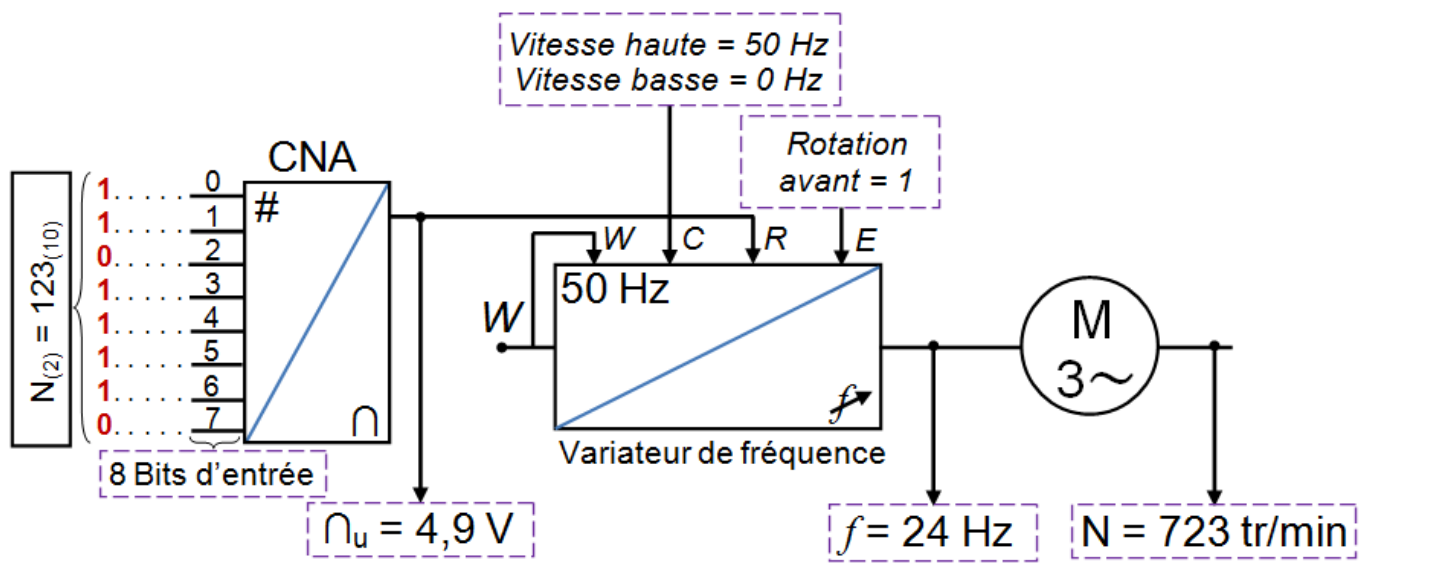 Vitesse haute = 50 Hz
Vitesse basse = 0 Hz
Rotation
avant = 1
CNA
N(2) = 123(10)
1..... 0
1..... 1
0..... 2
1..... 3
1..... 4
1..... 5
1..... 6
0..... 7
#
∩
8 Bits d'entrée
∩u = 4,9 V
W C R E
W
50 Hz
f
Variateur de fréquence
M
3~
f = 24 Hz
N = 723 tr/min